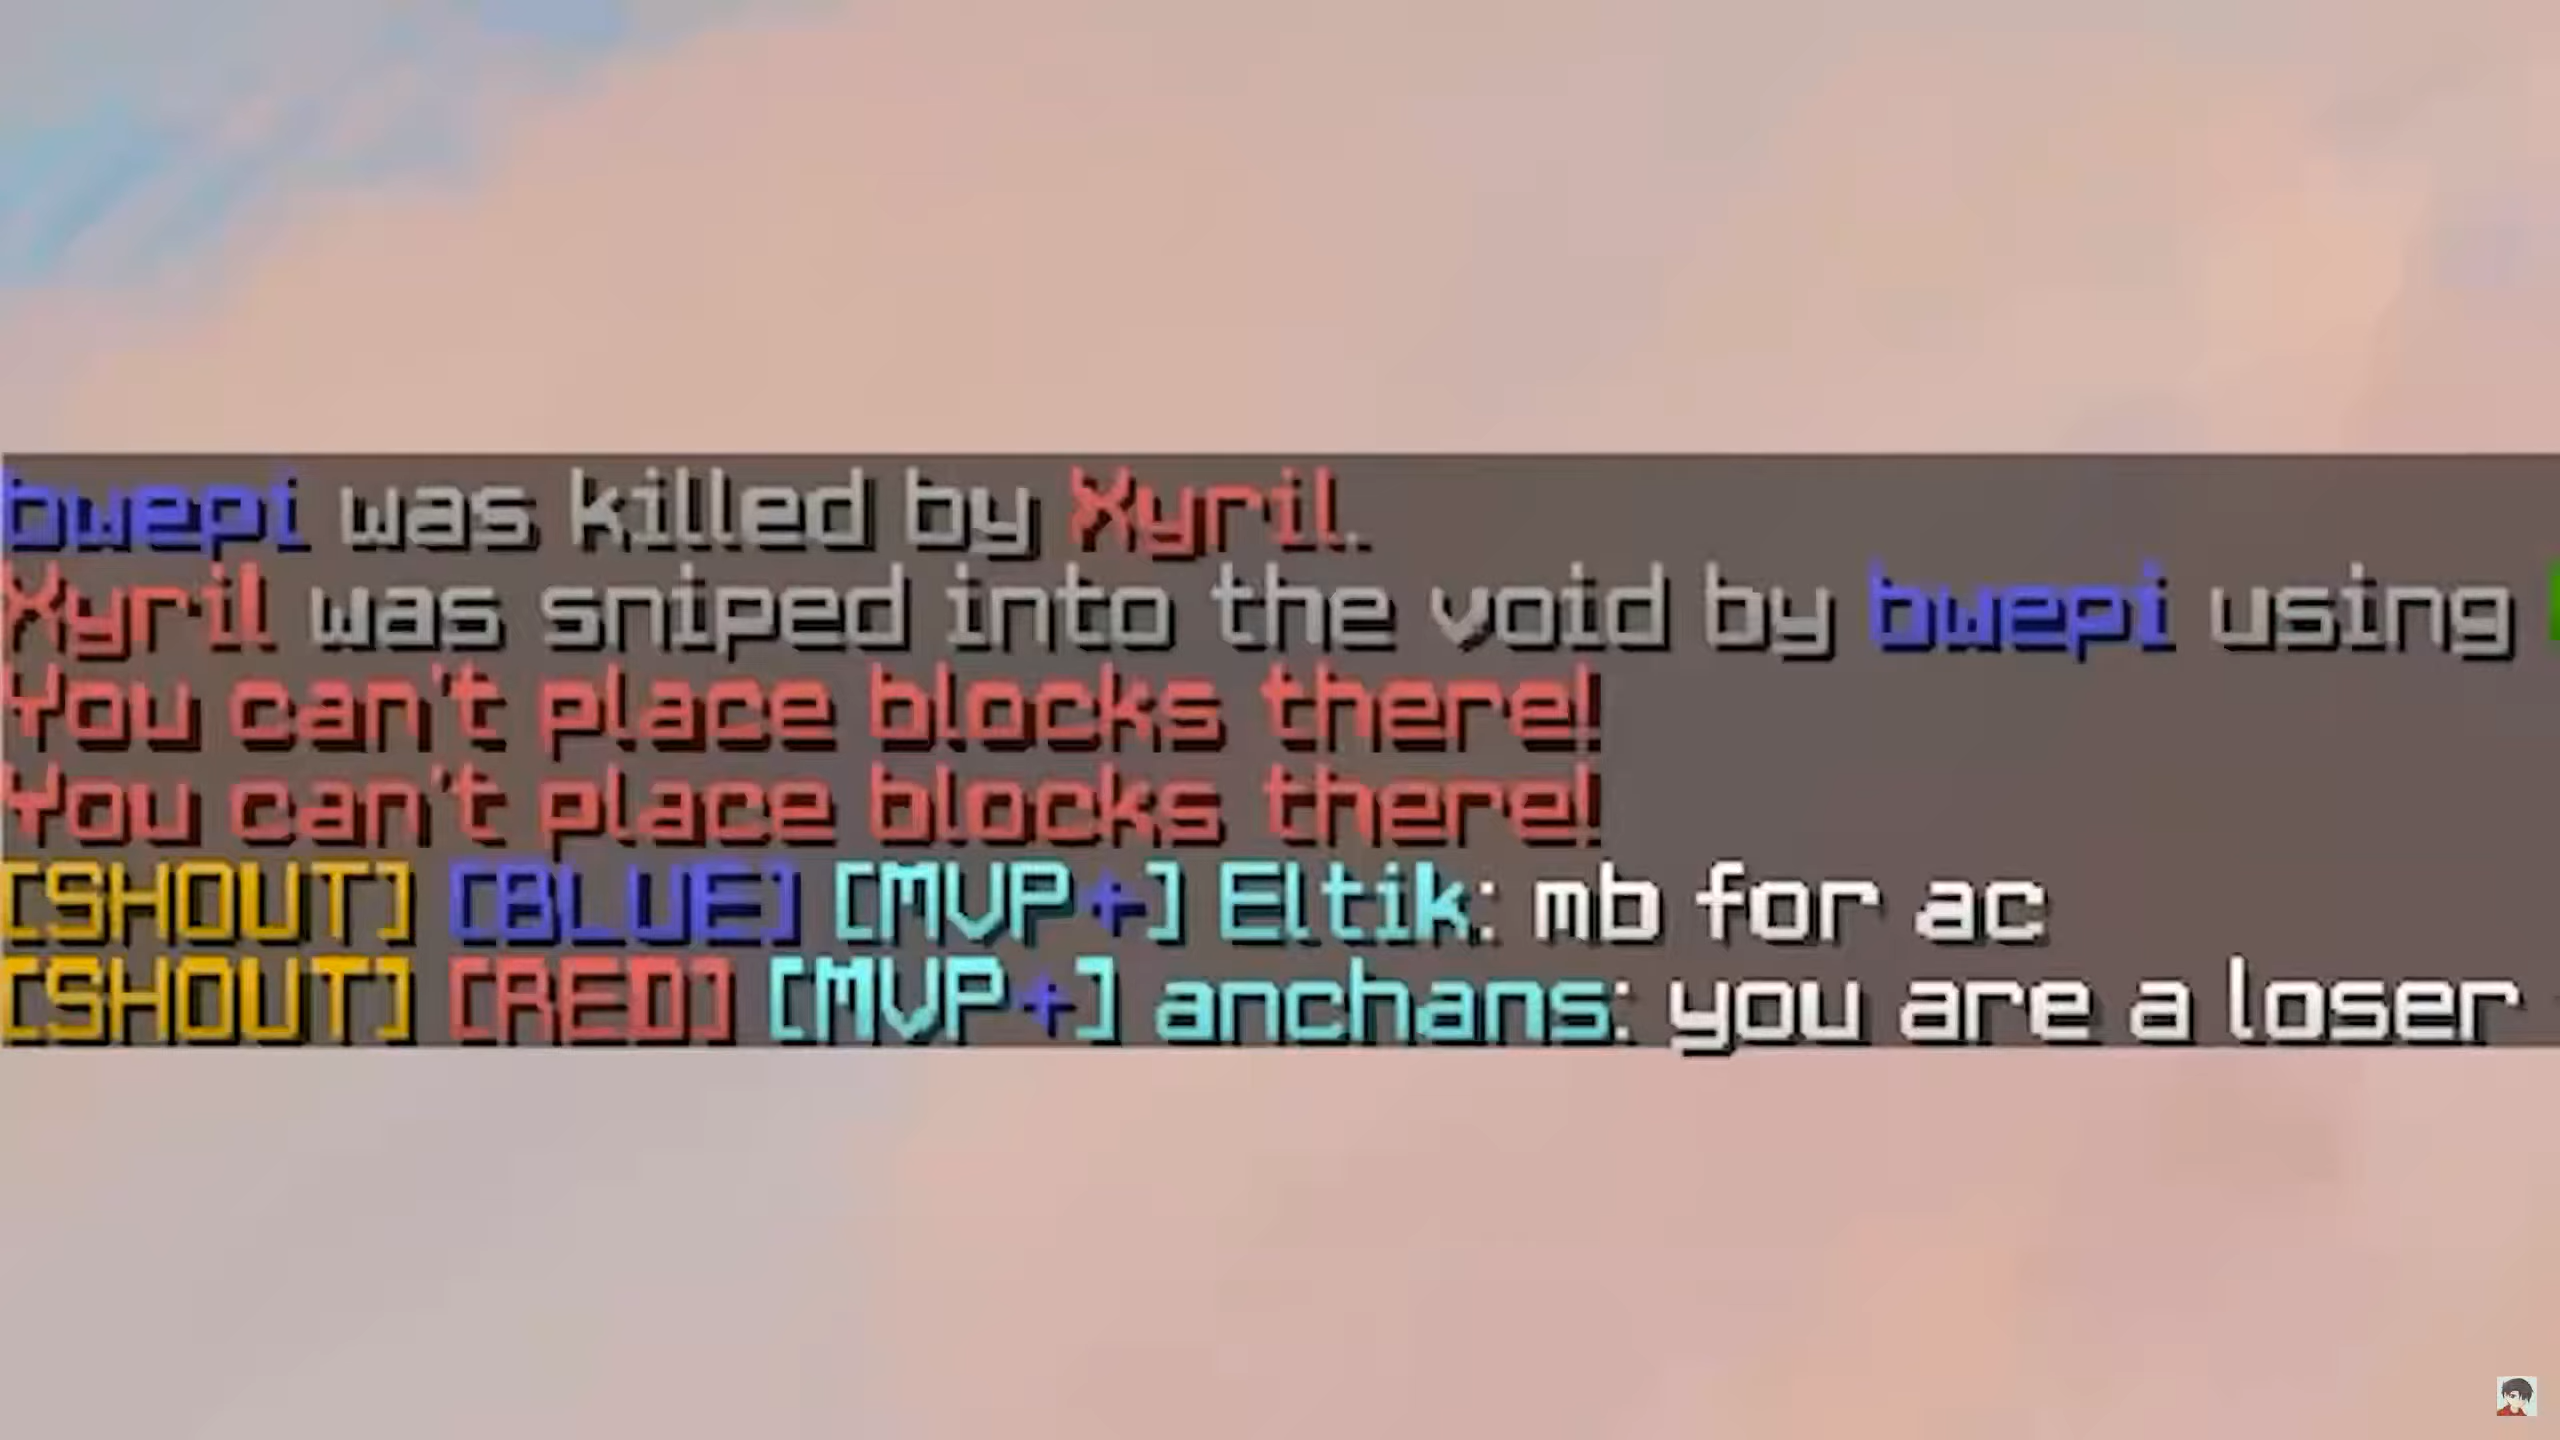 bwepi was killed by Xyril.
Xyril was sniped into the void by bwepi using
You can't place blocks there!
You can't place blocks there!
[SHOUT] [BLUE] [MVP+] Eltik: mb for ac
[SHOUT] [RED] [MVP+] anchans: you are a loser